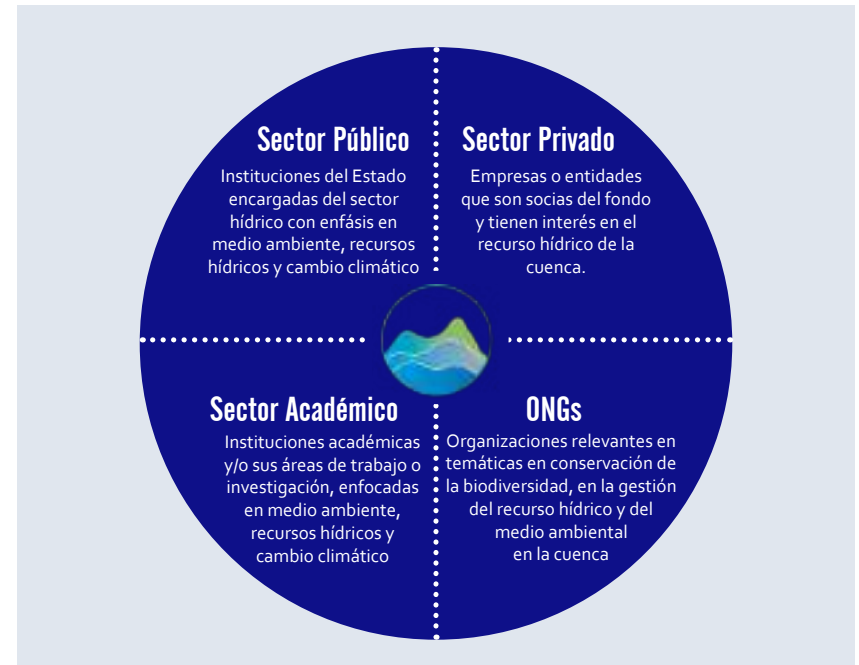 Sector Público
Instituciones del Estado
encargadas del sector
hídrico con enfásis en
medio ambiente, recursos
hídricos y cambio climático
Sector Privado
Empresas o entidades
que son socias del fondo
y tienen interés en el
recurso hídrico de la
cuenca.
Sector Académico
Instituciones académicas
y/o sus áreas de trabajo o
investigación, enfocadas
en medio ambiente,
recursos hídricos y
cambio climático
ONGs
Organizaciones relevantes en
temáticas en conservación de
la biodiversidad, en la gestión
del recurso hídrico y del
medio ambiental
en la cuenca